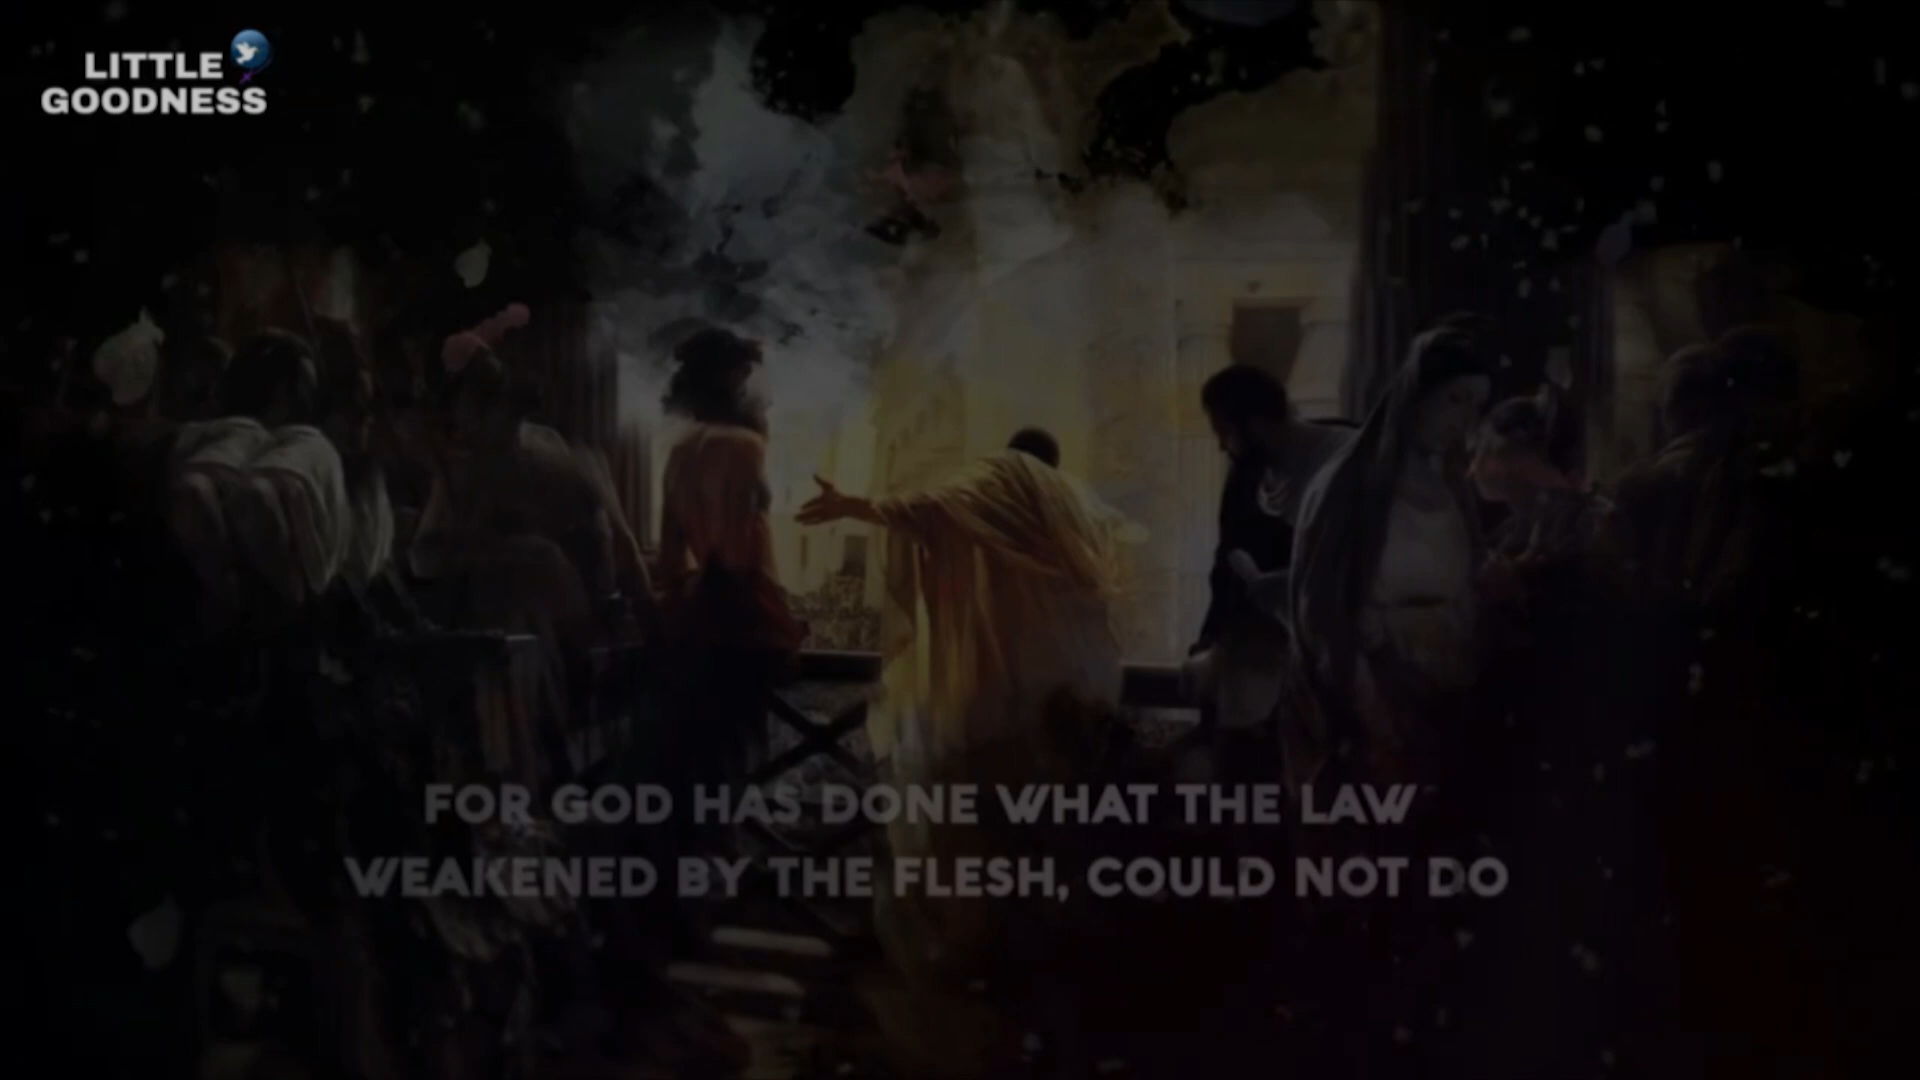 LITTLE
GOODNESS
FOR GOD HAS DONE WHAT THE LAW
WEAKENED BY THE FLESH, COULD NOT DO